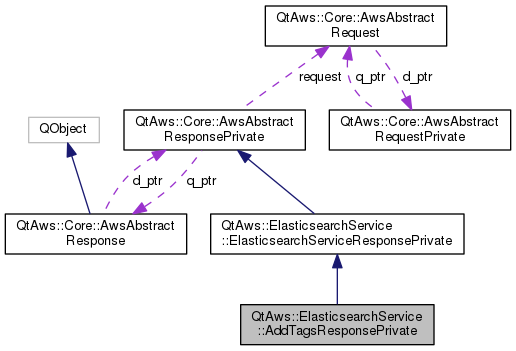 QtAws::Core::AwsAbstract
Request
request
q_ptr
d_ptr
QObject
QtAws::Core::AwsAbstract
ResponsePrivate
QtAws::Core::AwsAbstract
RequestPrivate
d_ptr
q_ptr
QtAws::Core::AwsAbstract
Response
QtAws::ElasticsearchService
::ElasticsearchServiceResponsePrivate
QtAws::ElasticsearchService
::AddTagsResponsePrivate